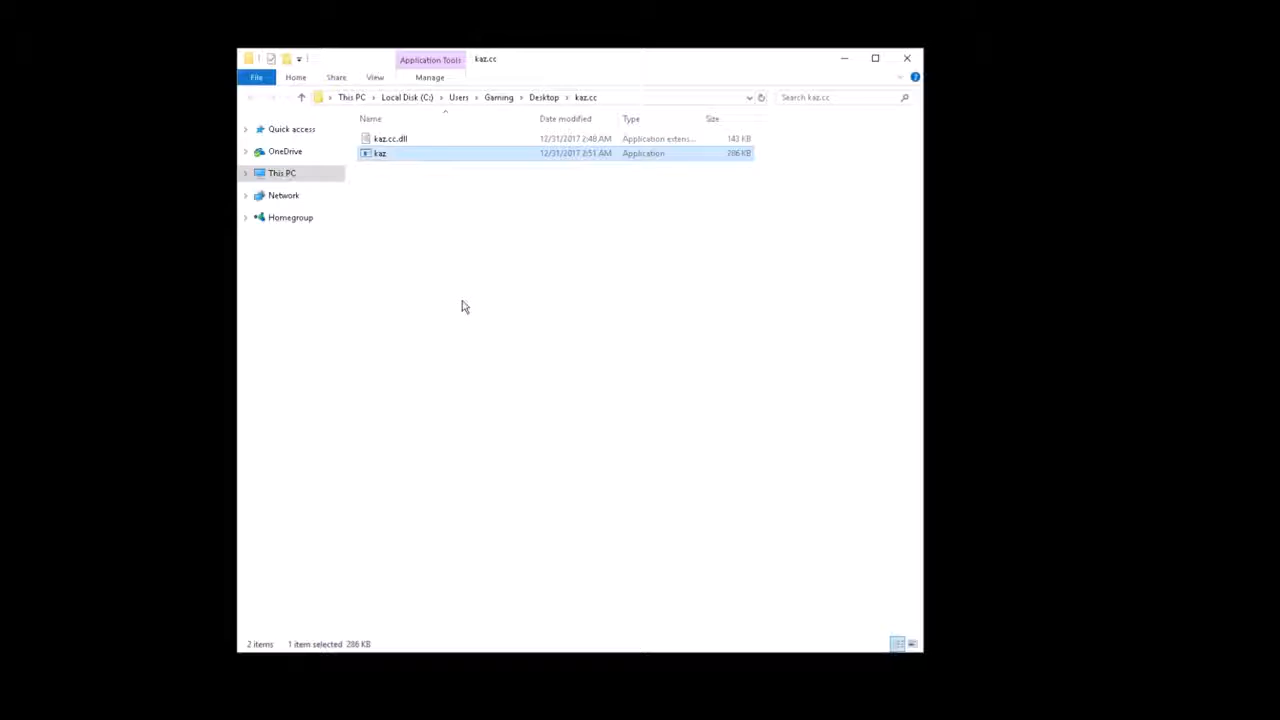 Application Tools kaz.cc
File Home Share View Manage
This PC Local Disk (C:) Users Gaming Desktop kaz.cc Search kaz.cc
Name Date modified Type Size
Quick access
OneDrive
This PC
Network
Homegroup
kaz.cc.dll 12/31/2017 2:48 AM Application extens... 143 KB
kaz 12/31/2017 2:51 AM Application 286 KB
2 items 1 item selected 286 KB